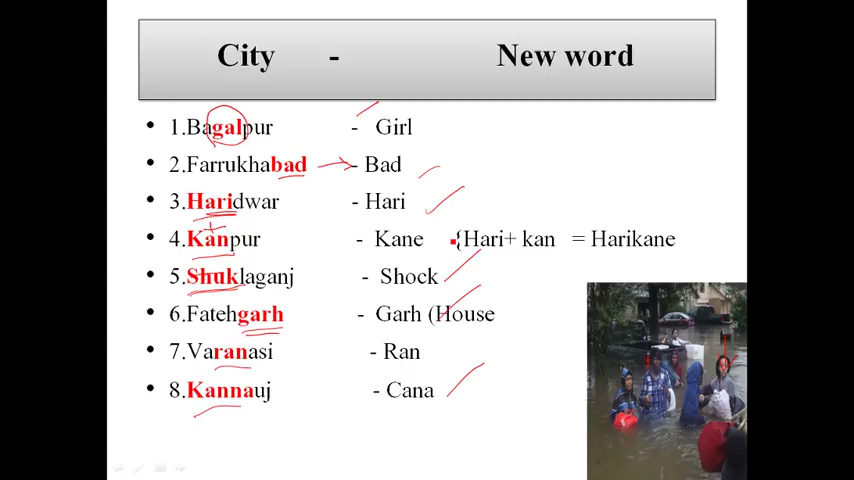 City - New word
• 1.Bagalpur - Girl
• 2.Farrukhabad - Bad
• 3.Haridwar - Hari
• 4.Kanpur - Kane {Hari+ kan = Harikane
• 5.Shuklaganj - Shock
• 6.Fatehgarh - Garh (House
• 7.Varanasi - Ran
• 8.Kannauj - Cana